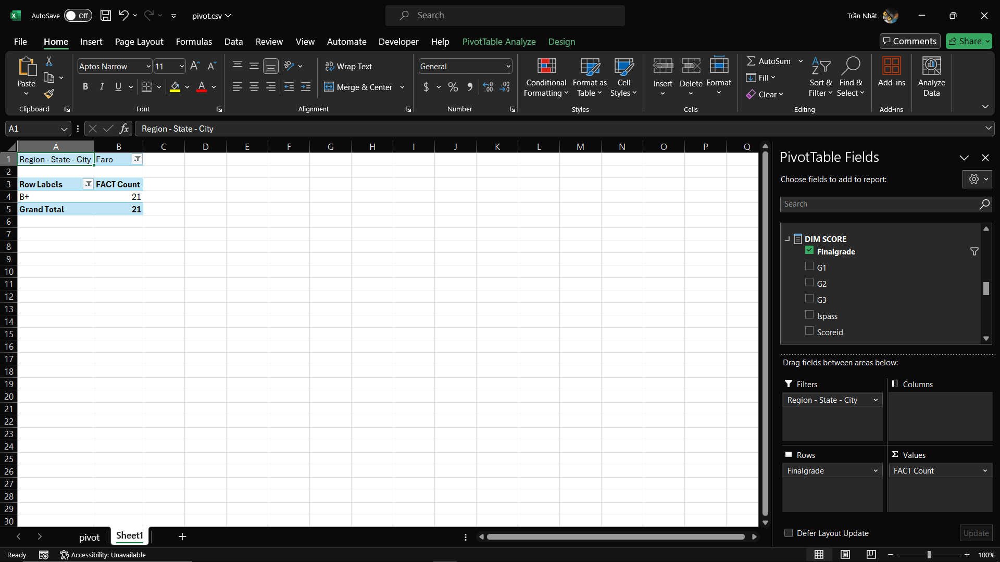 AutoSave Off pivot.csv Search Trần Nhật
File Home Insert Page Layout Formulas Data Review View Automate Developer Help PivotTable Analyze Design Comments Share
Paste Aptos Narrow 11 Wrap Text General Conditional Formatting Format as Table Cell Styles Insert Delete Format AutoSum Sort & Filter Find & Select Add-ins Analyze Data
B I U A Merge & Center $ % Fill Clear
Clipboard Font Alignment Number Styles Cells Editing Add-ins
A1 fx Region - State - City
A B C D E F G H I J K L M N O P Q
1 Region - State - City Faro
2
3 Row Labels FACT Count
4 B+ 21
5 Grand Total 21
6
7
8
9
10
11
12
13
14
15
16
17
18
19
20
21
22
23
24
25
26
27
28
29
30
PivotTable Fields
Choose fields to add to report:
Search
DIM SCORE
Finalgrade
G1
G2
G3
Ispass
Scoreid
Drag fields between areas below:
Filters Columns
Region - State - City
Rows Σ Values
Finalgrade FACT Count
Defer Layout Update Update
pivot Sheet1
Ready Accessibility: Unavailable 100%